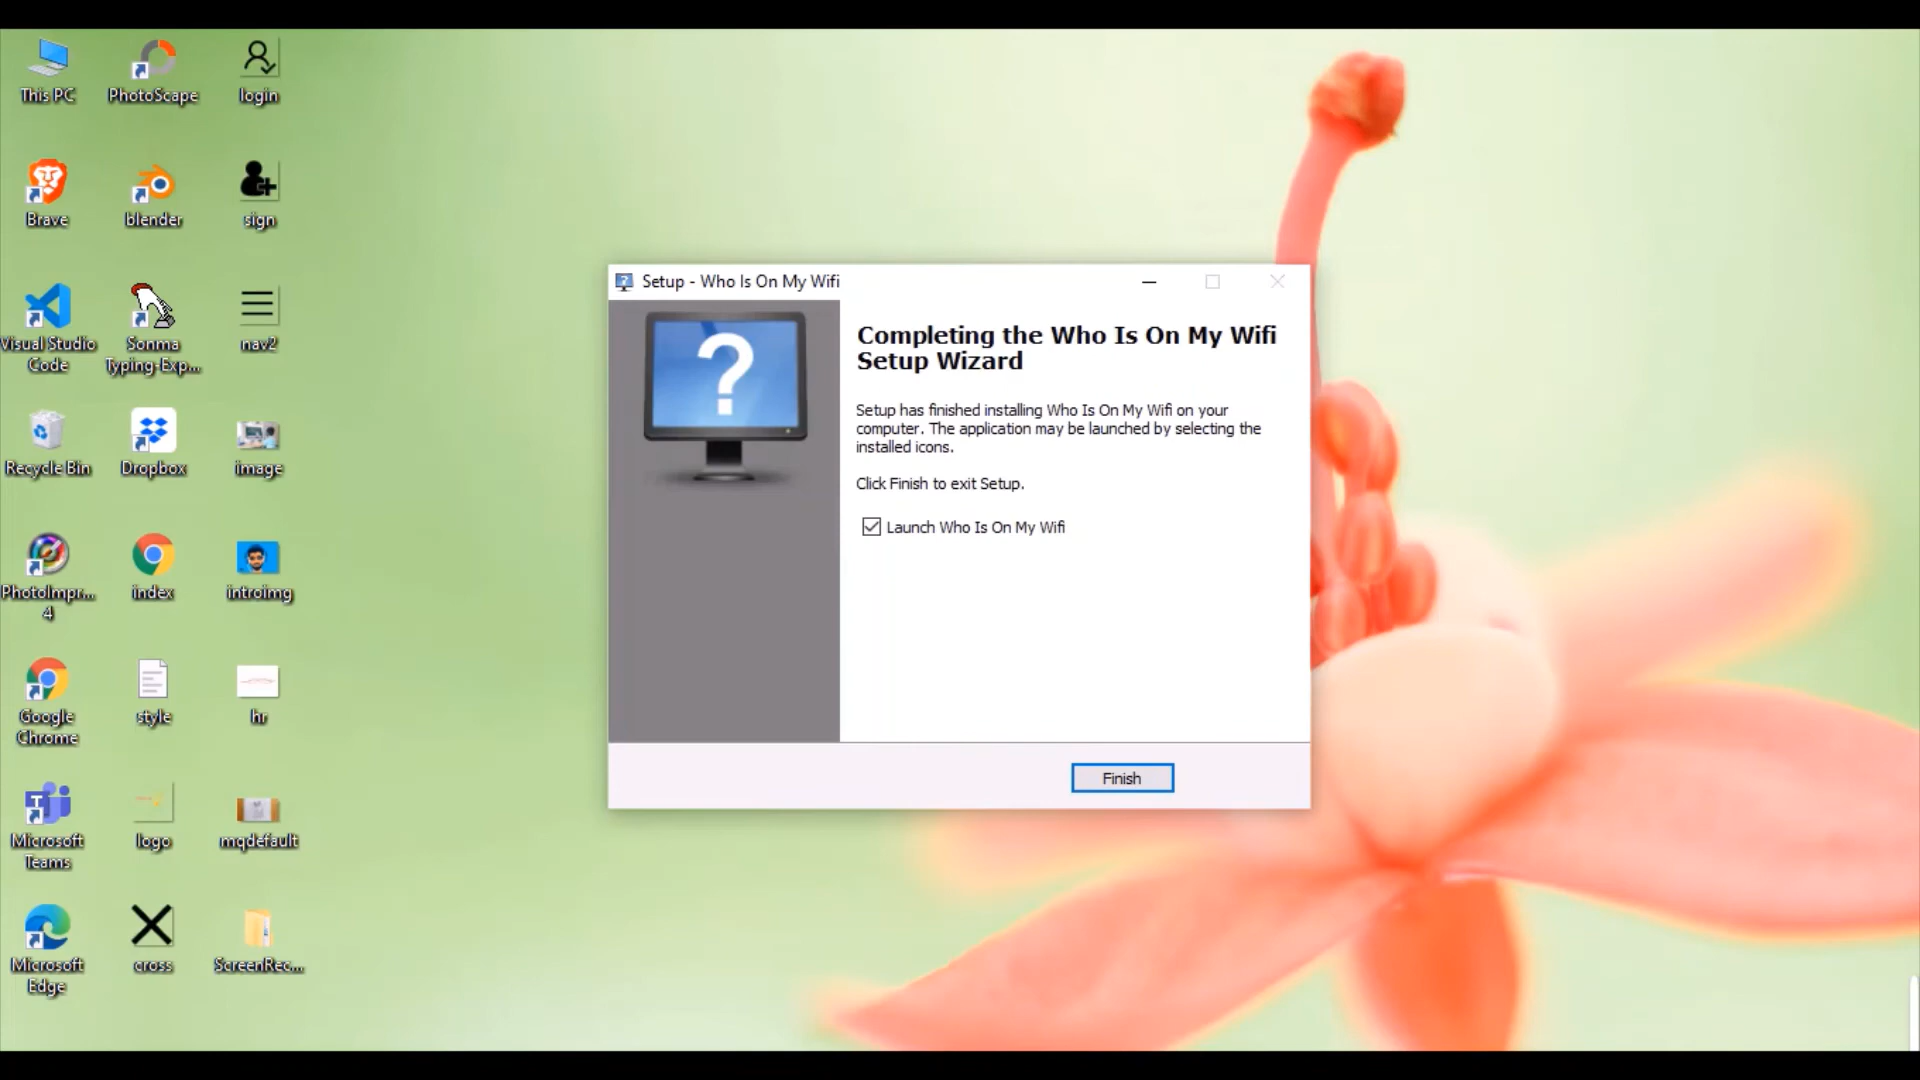 This PC
PhotoScape
login
Brave
blender
sign
Visual Studio
Code
Sonma
Typing-Exp...
nav2
Recycle Bin
Dropbox
image
PhotoImpr...
4
index
introimg
Google
Chrome
style
hr
Microsoft
Teams
logo
mqdefault
Microsoft
Edge
cross
ScreenRec...
Setup - Who Is On My Wifi
?
Completing the Who Is On My Wifi
Setup Wizard
Setup has finished installing Who Is On My Wifi on your
computer. The application may be launched by selecting the
installed icons.
Click Finish to exit Setup.
Launch Who Is On My Wifi
Finish